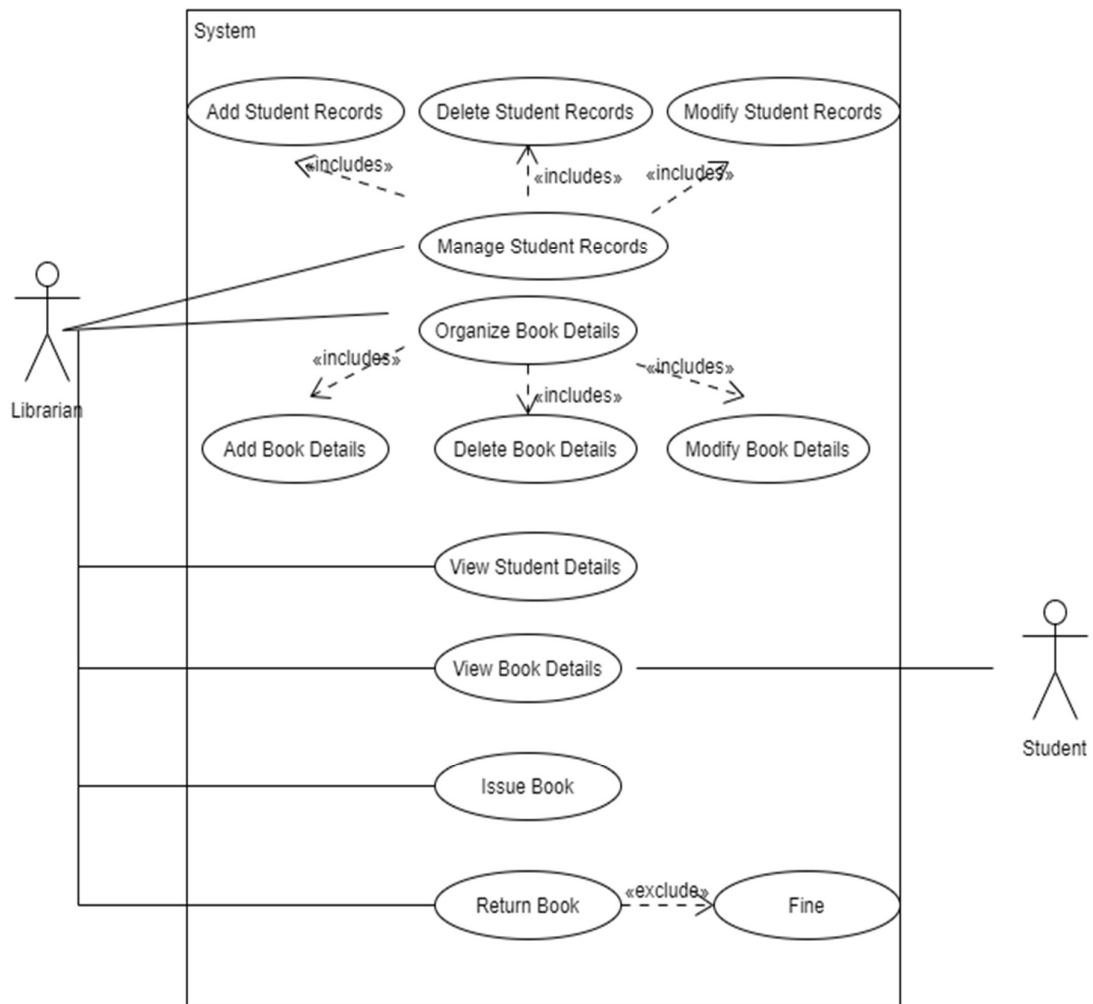 System
Add Student Records
Delete Student Records
Modify Student Records
«includes»
«includes»
«includes»
Manage Student Records
Organize Book Details
«includes»
«includes»
«includes»
Librarian
Add Book Details
Delete Book Details
Modify Book Details
View Student Details
View Book Details
Student
Issue Book
Return Book
«exclude»
Fine